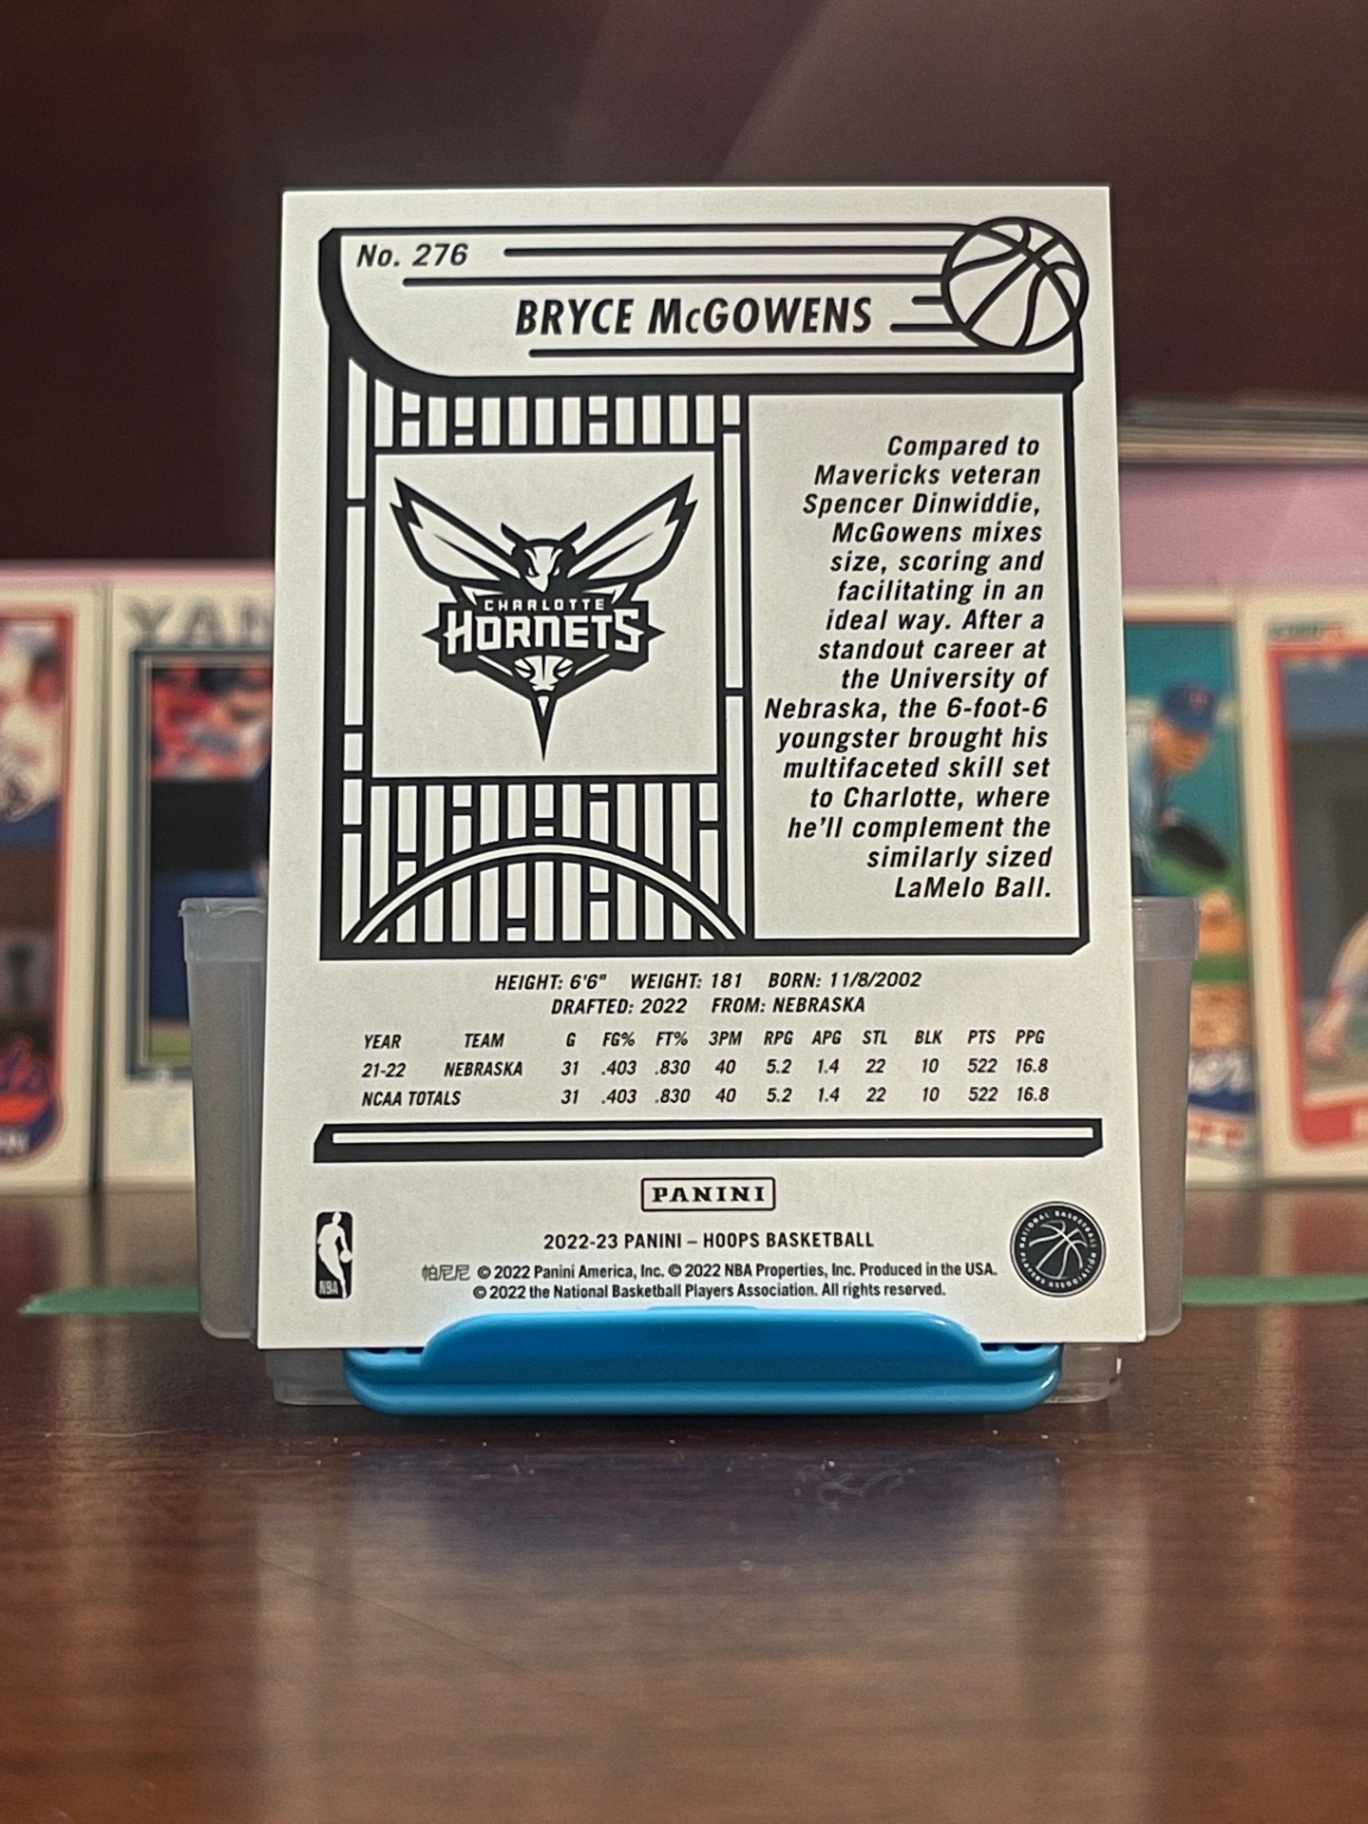 No. 276
BRYCE McGOWENS
CHARLOTTE
HORNETS
Compared to
Mavericks veteran
Spencer Dinwiddie,
McGowens mixes
size, scoring and
facilitating in an
ideal way. After a
standout career at
the University of
Nebraska, the 6-foot-6
youngster brought his
multifaceted skill set
to Charlotte, where
he'll complement the
similarly sized
LaMelo Ball.
HEIGHT: 6'6" WEIGHT: 181 BORN: 11/8/2002
DRAFTED: 2022 FROM: NEBRASKA
YEAR TEAM G FG% FT% 3PM RPG APG STL BLK PTS PPG
21-22 NEBRASKA 31 .403 .830 40 5.2 1.4 22 10 522 16.8
NCAA TOTALS 31 .403 .830 40 5.2 1.4 22 10 522 16.8
PANINI
2022-23 PANINI – HOOPS BASKETBALL
帕尼尼 © 2022 Panini America, Inc. © 2022 NBA Properties, Inc. Produced in the USA.
© 2022 the National Basketball Players Association. All rights reserved.
NBA
NATIONAL BASKETBALL PLAYERS ASSOCIATION